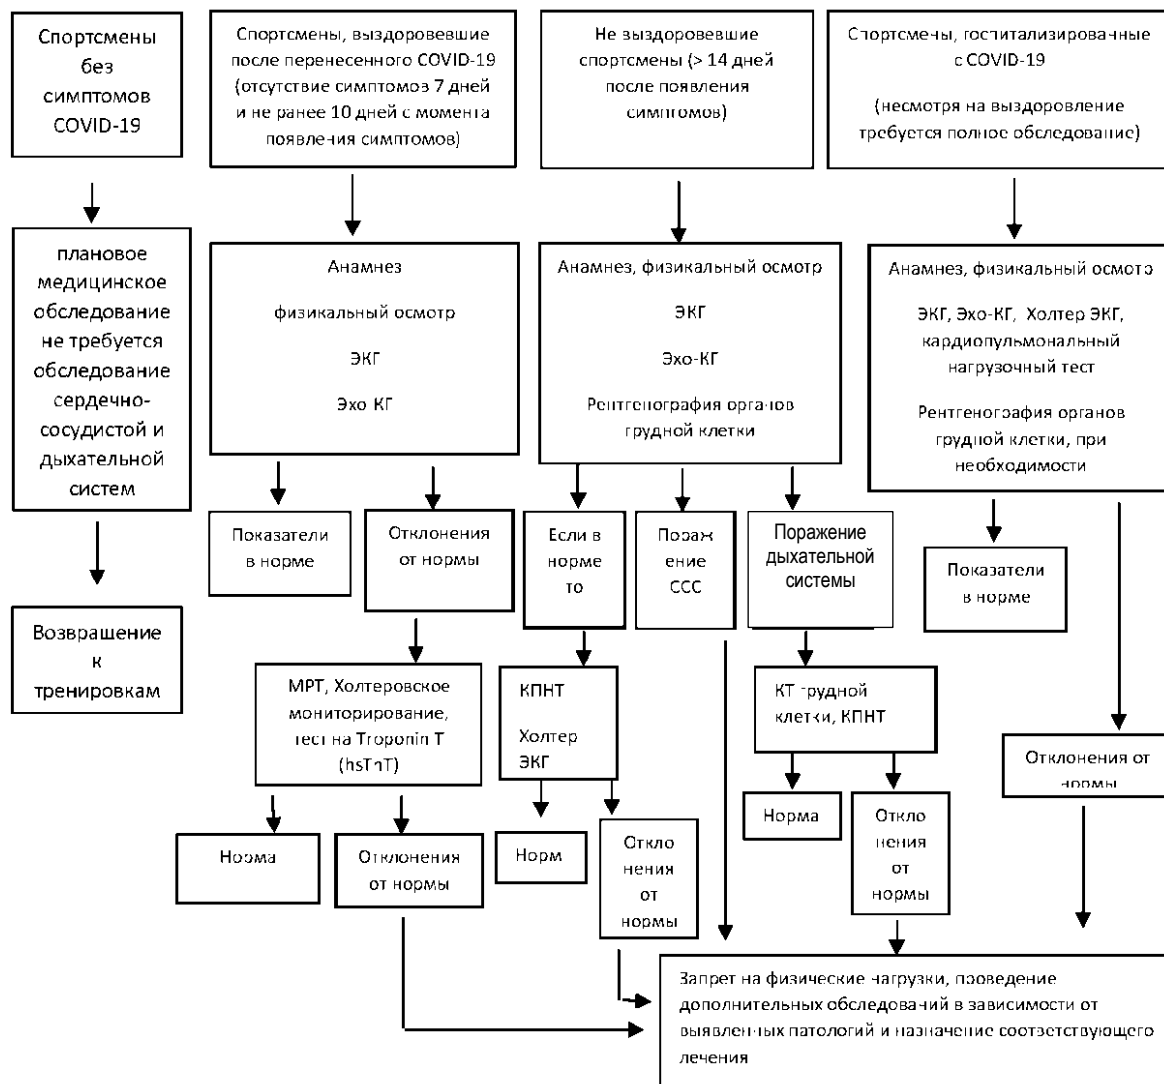 Спортсмены
без
симптомов
COVID-19
Спортсмены, выздоровевшие
после перенесенного COVID-19
(отсутствие симптомов 7 дней
и не ранее 10 дней с момента
появления симптомов)
Не выздоровевшие
спортсмены (> 14 дней
после появления
симптомов)
Спортсмены, госпитализированые
с COVID-19
(несмотря на выздоровление
требуется полное обследование)
плановое
медицинское
обследование
не требуется
обследование
сердечно-
сосудистой и
дыхательной
систем
Анамнез
физикальный осмотр
ЭКГ
Эхо КГ
Анамнез, физикальный осмотр
ЭКГ
Эхо-КГ
Рентгенография органов
грудной клетки
Анамнез, физикальный осмотр
ЭКГ, Эхо-КГ, Холтер ЭКГ,
кардиопульмональный
нагрузочный тест
Рентгенография органов
грудной клетки, при
необходимости
Показатели
в норме
Отклонения
от нормы
Если в
норме
то
Пораж
ение
ССС
Поражение
дыхательной
системы
Показатели
в норме
Возвращение
к
тренировкам
МРТ, Холтеровское
мониторирование,
тест на Troponin T
(hsTnT)
КПНТ
Холтер
ЭКГ
КТ грудной
клетки, КПНТ
Отклонения от
нормы
Норма
Отклонения
от нормы
Норм
Откло
нения
от
нормы
Норма
Откло
нения
от
нормы
Запрет на физические нагрузки, проведение
дополнительных обследований в зависимости от
выявленных патологий и назначение соответствующего
лечения